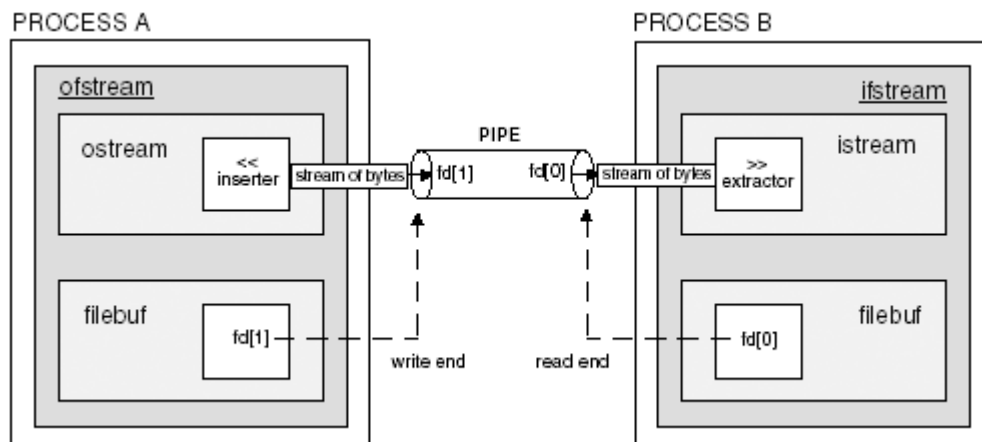 PROCESS A
PROCESS B
ofstream
ifstream
ostream
<<
inserter
stream of bytes
PIPE
fd[1]
fd[0]
stream of bytes
>>
extractor
istream
filebuf
fd[1]
write end
read end
fd[0]
filebuf